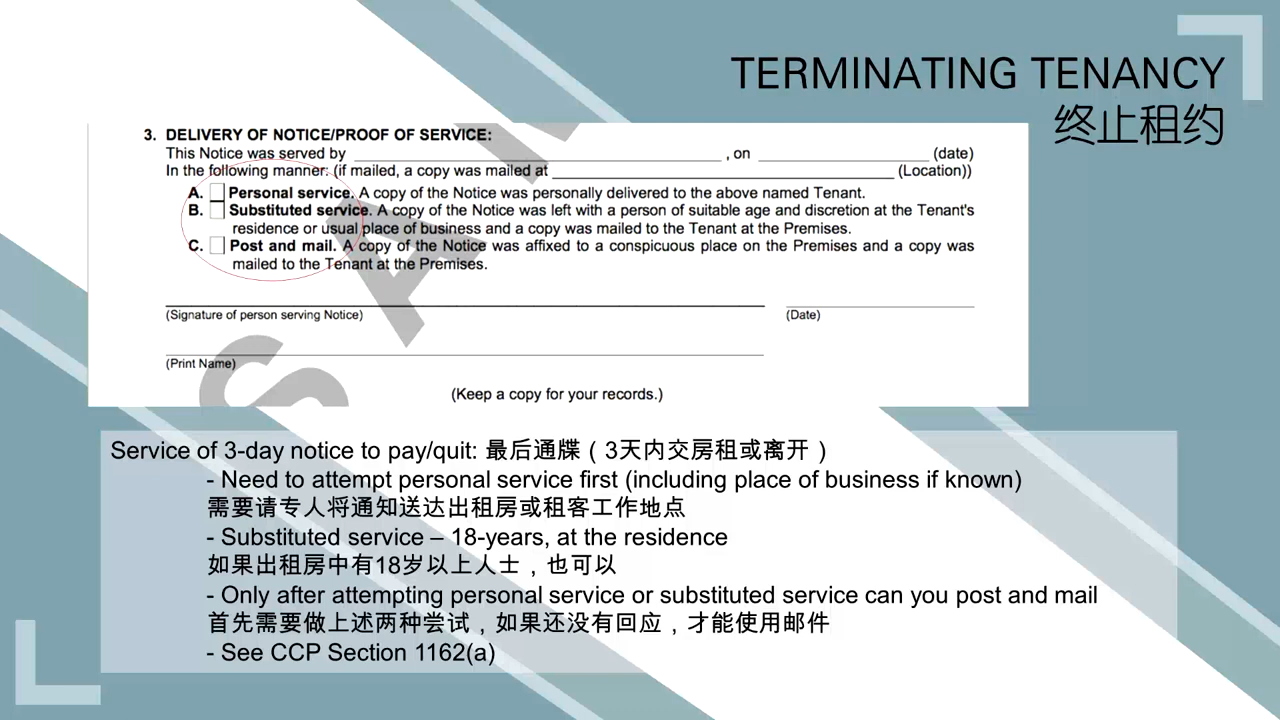 TERMINATING TENANCY
终止租约
3. DELIVERY OF NOTICE/PROOF OF SERVICE:
This Notice was served by ______ , on ______ (date)
In the following manner: (if mailed, a copy was mailed at ______ (Location))
A. Personal service. A copy of the Notice was personally delivered to the above named Tenant.
B. Substituted service. A copy of the Notice was left with a person of suitable age and discretion at the Tenant's
residence or usual place of business and a copy was mailed to the Tenant at the Premises.
C. Post and mail. A copy of the Notice was affixed to a conspicuous place on the Premises and a copy was
mailed to the Tenant at the Premises.
(Signature of person serving Notice) (Date)
(Print Name)
(Keep a copy for your records.)
Service of 3-day notice to pay/quit: 最后通牒（3天内交房租或离开）
- Need to attempt personal service first (including place of business if known)
需要请专人将通知送达出租房或租客工作地点
- Substituted service – 18-years, at the residence
如果出租房中有18岁以上人士，也可以
- Only after attempting personal service or substituted service can you post and mail
首先需要做上述两种尝试，如果还没有回应，才能使用邮件
- See CCP Section 1162(a)